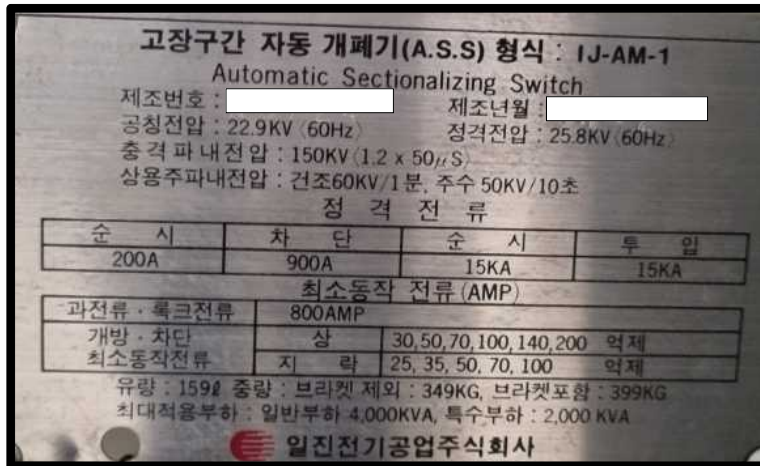 고장구간 자동 개폐기(A.S.S) 형식 : IJ-AM-1
Automatic Sectionalizing Switch
제조번호 : 제조년월 :
공칭전압 : 22.9KV (60Hz) 정격전압 : 25.8KV (60Hz)
충격파내전압 : 150KV (1.2 x 50μS)
상용주파내전압 : 건조60KV/1분, 주수 50KV/10초
정 격 전 류
순 시 차 단 순 시 투 입
200A 900A 15KA 15KA
최소동작 전류(AMP)
과전류 · 록크전류 800AMP
개방 · 차단 상 30, 50, 70, 100, 140, 200 억제
최소동작전류 지 락 25, 35, 50, 70, 100 억제
유량 : 159ℓ 중량 : 브라켓 제외 : 349KG, 브라켓포함 : 399KG
최대적용부하 : 일반부하 4,000KVA, 특수부하 : 2,000 KVA
일진전기공업주식회사